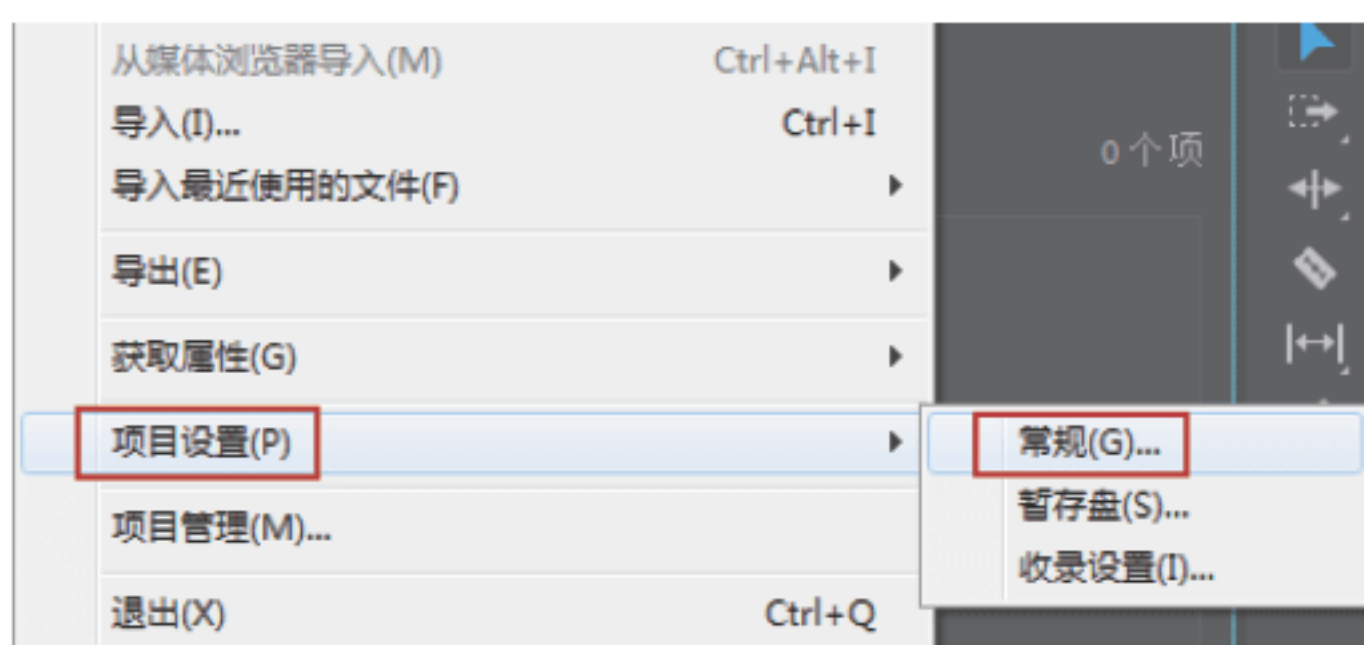 从媒体浏览器导入(M) Ctrl+Alt+I
导入(I)... Ctrl+I
0 个项
导入最近使用的文件(F)
导出(E)
获取属性(G)
项目设置(P)
常规(G)...
暂存盘(S)...
项目管理(M)...
收录设置(I)...
退出(X) Ctrl+Q